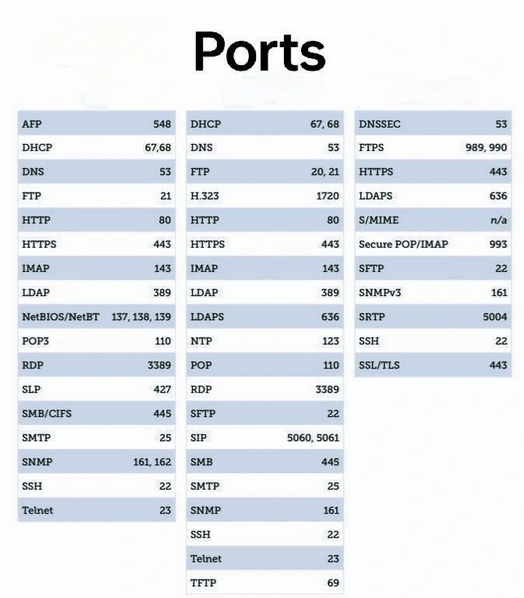 Ports
AFP 548
DHCP 67,68
DNS 53
FTP 21
HTTP 80
HTTPS 443
IMAP 143
LDAP 389
NetBIOS/NetBT 137, 138, 139
POP3 110
RDP 3389
SLP 427
SMB/CIFS 445
SMTP 25
SNMP 161, 162
SSH 22
Telnet 23
DHCP 67, 68
DNS 53
FTP 20, 21
H.323 1720
HTTP 80
HTTPS 443
IMAP 143
LDAP 389
LDAPS 636
NTP 123
POP 110
RDP 3389
SFTP 22
SIP 5060, 5061
SMB 445
SMTP 25
SNMP 161
SSH 22
Telnet 23
TFTP 69
DNSSEC 53
FTPS 989, 990
HTTPS 443
LDAPS 636
S/MIME n/a
Secure POP/IMAP 993
SFTP 22
SNMPv3 161
SRTP 5004
SSH 22
SSL/TLS 443